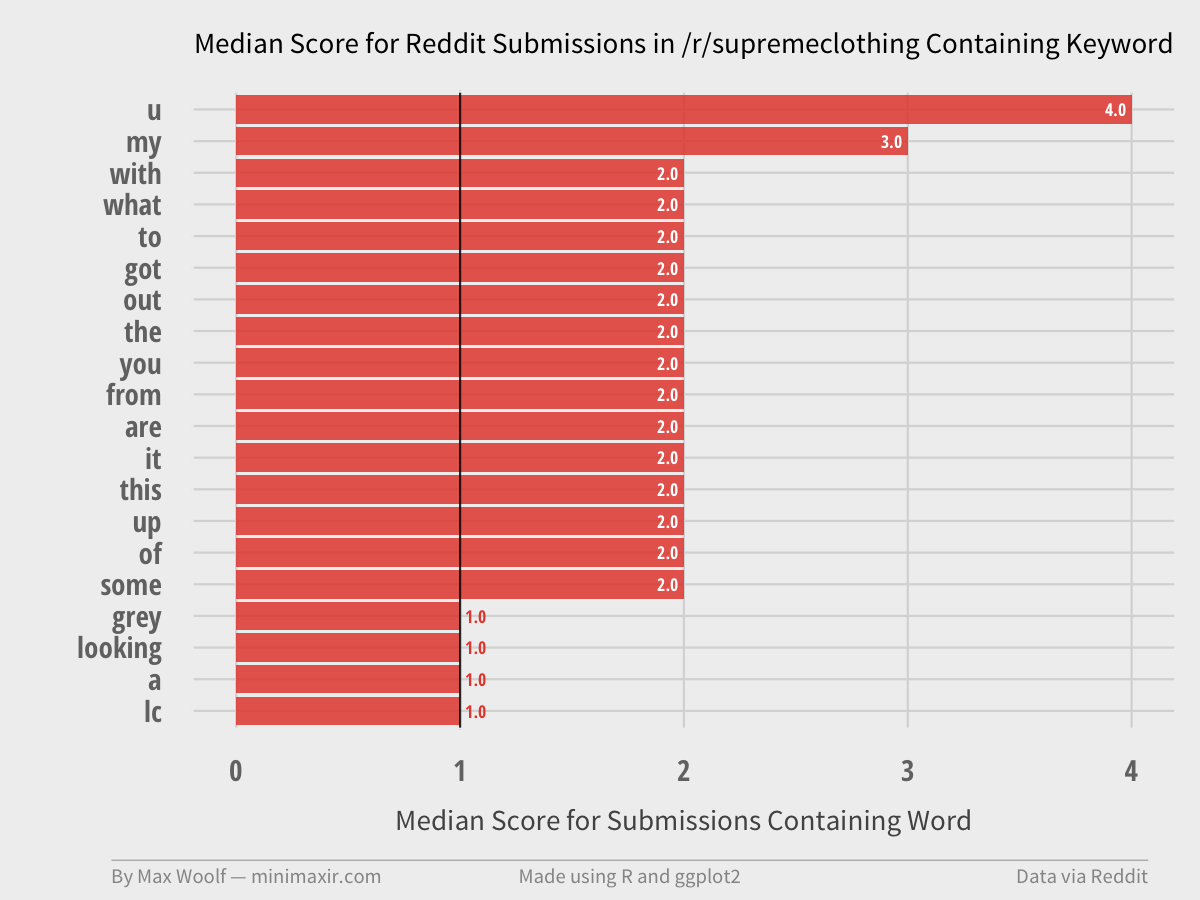 Median Score for Reddit Submissions in /r/supremeclothing Containing Keyword
u 4.0
my 3.0
with 2.0
what 2.0
to 2.0
got 2.0
out 2.0
the 2.0
you 2.0
from 2.0
are 2.0
it 2.0
this 2.0
up 2.0
of 2.0
some 2.0
grey 1.0
looking 1.0
a 1.0
lc 1.0
0 1 2 3 4
Median Score for Submissions Containing Word
By Max Woolf — minimaxir.com Made using R and ggplot2 Data via Reddit